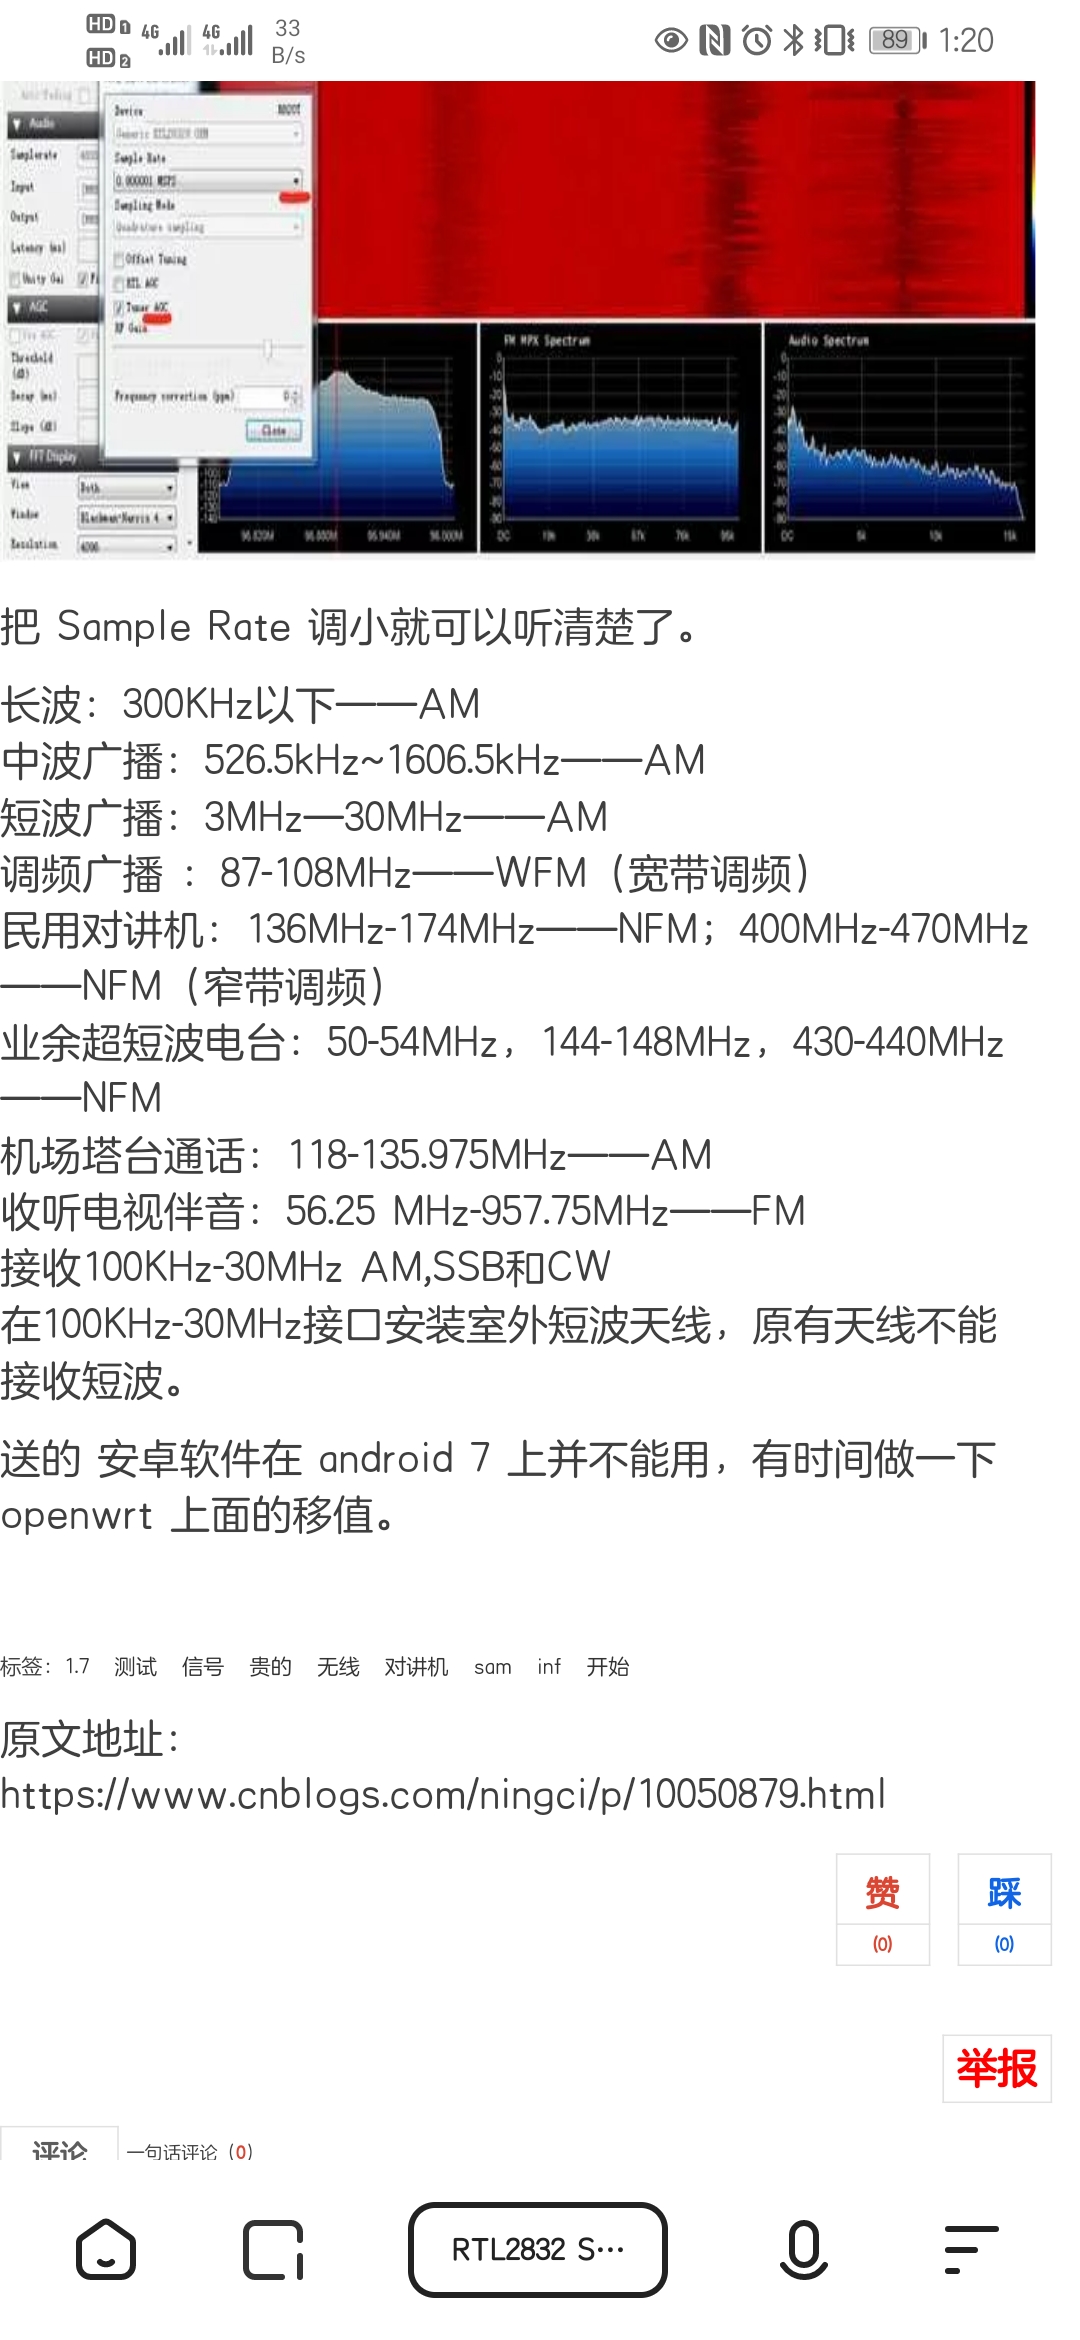 HD 1 4G 4G 33
HD 2 B/s
89 1:20
Device
Sample Rate
0.900001 MSPS
Sampling Mode
Quadrature sampling
Offset Tuning
RTL AGC
Tuner AGC
RF Gain
Frequency correction (ppm) 0
Close
Audio
Samplerate
Input
Output
Latency (ms)
Unity Gai
AGC
Threshold
(dB)
Decay (ms)
Slope (dB)
FFT Display
View Both
Window Blackman-Harris 4
Resolution 4096
FM MPX Spectrum
Audio Spectrum
把 Sample Rate 调小就可以听清楚了。
长波：300KHz以下——AM
中波广播：526.5kHz~1606.5kHz——AM
短波广播：3MHz—30MHz——AM
调频广播 ：87-108MHz——WFM（宽带调频）
民用对讲机：136MHz-174MHz——NFM；400MHz-470MHz
——NFM（窄带调频）
业余超短波电台：50-54MHz，144-148MHz，430-440MHz
——NFM
机场塔台通话：118-135.975MHz——AM
收听电视伴音：56.25 MHz-957.75MHz——FM
接收100KHz-30MHz AM,SSB和CW
在100KHz-30MHz接口安装室外短波天线，原有天线不能
接收短波。
送的 安卓软件在 android 7 上并不能用，有时间做一下
openwrt 上面的移值。
标签：1.7 测试 信号 贵的 无线 对讲机 sam inf 开始
原文地址：
https://www.cnblogs.com/ningci/p/10050879.html
赞 踩
(0) (0)
举报
评论 一句话评论（0）
RTL2832 S···